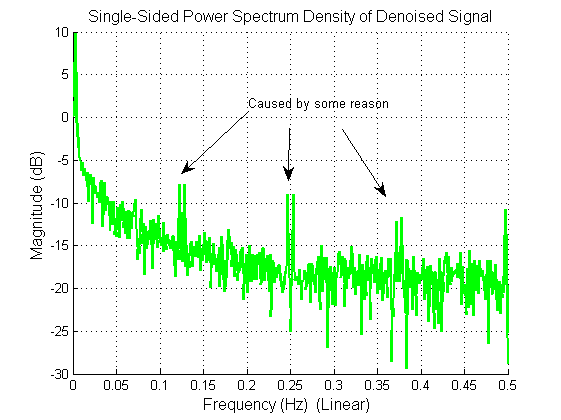 Single-Sided Power Spectrum Density of Denoised Signal
10
5
0
-5
-10
-15
-20
-25
-30
Magnitude (dB)
Caused by some reason
0 0.05 0.1 0.15 0.2 0.25 0.3 0.35 0.4 0.45 0.5
Frequency (Hz) (Linear)